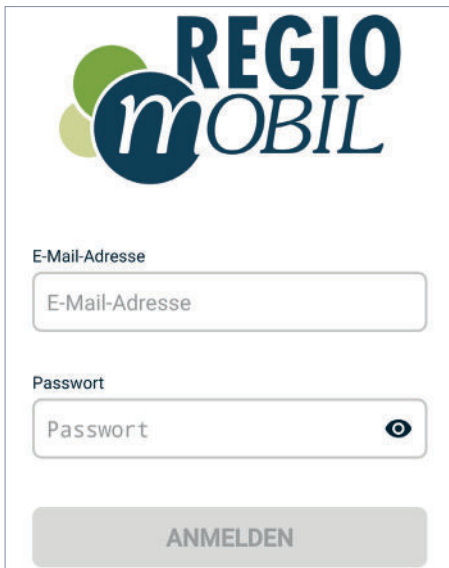 REGIO
mOBIL
E-Mail-Adresse
E-Mail-Adresse
Passwort
Passwort
ANMELDEN